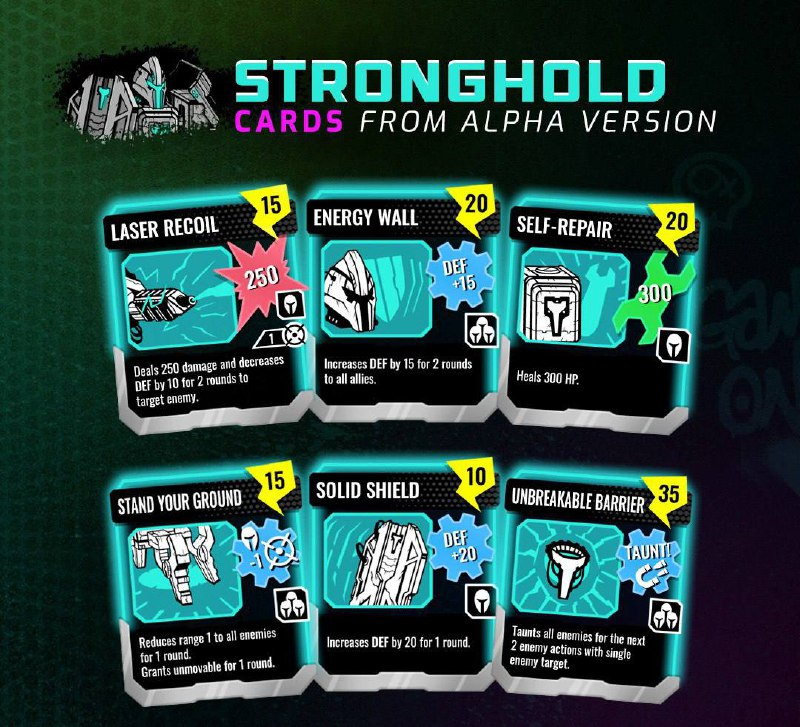 STRONGHOLD
CARDS FROM ALPHA VERSION
LASER RECOIL
15
250
1
Deals 250 damage and decreases
DEF by 10 for 2 rounds to
target enemy.
ENERGY WALL
20
DEF
+15
Increases DEF by 15 for 2 rounds
to all allies.
SELF-REPAIR
20
300
Heals 300 HP.
STAND YOUR GROUND
15
-1
Reduces range 1 to all enemies
for 1 round.
Grants unmovable for 1 round.
SOLID SHIELD
10
DEF
+20
Increases DEF by 20 for 1 round.
UNBREAKABLE BARRIER
35
TAUNT!
Taunts all enemies for the next
2 enemy actions with single
enemy target.